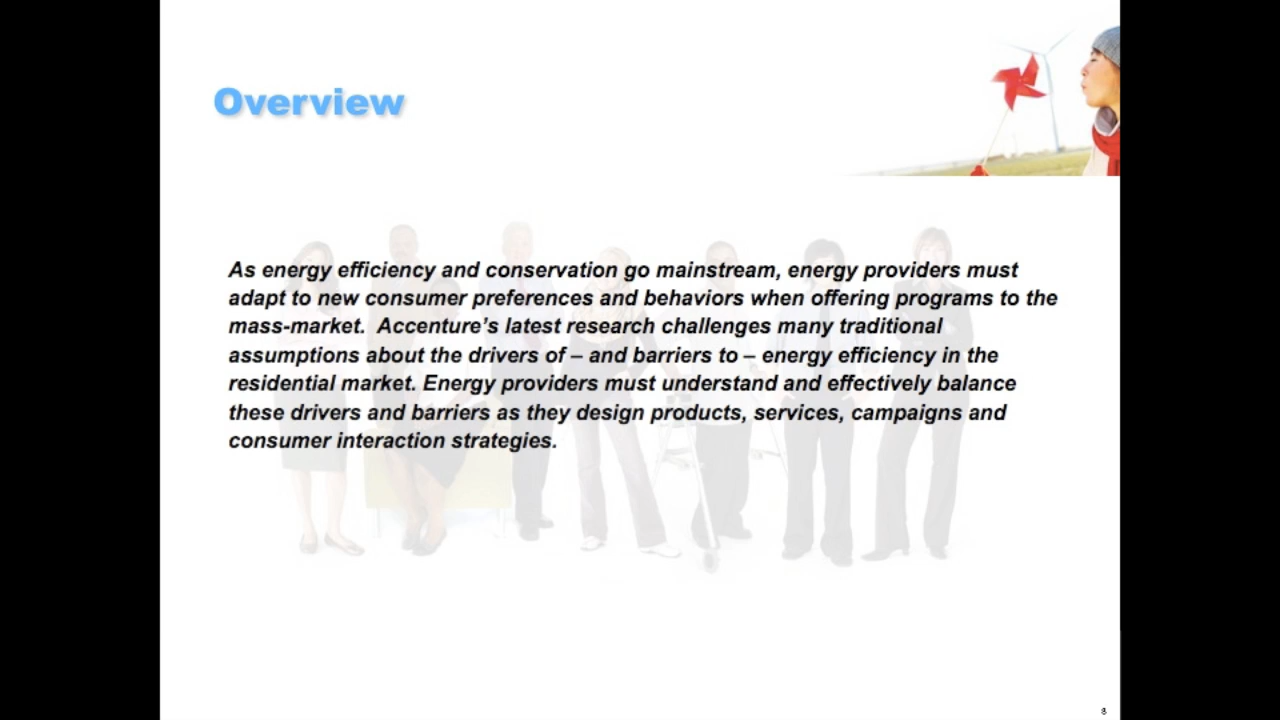 Overview
As energy efficiency and conservation go mainstream, energy providers must
adapt to new consumer preferences and behaviors when offering programs to the
mass-market.  Accenture’s latest research challenges many traditional
assumptions about the drivers of – and barriers to – energy efficiency in the
residential market. Energy providers must understand and effectively balance
these drivers and barriers as they design products, services, campaigns and
consumer interaction strategies.